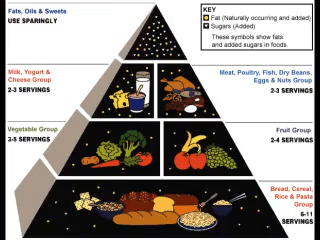 Fats, Oils & Sweets
USE SPARINGLY
KEY
Fat (Naturally occurring and added)
Sugars (Added)
These symbols show fats
and added sugars in foods.
Milk, Yogurt &
Cheese Group
2-3 SERVINGS
Meat, Poultry, Fish, Dry Beans,
Eggs & Nuts Group
2-3 SERVINGS
Vegetable Group
3-5 SERVINGS
Fruit Group
2-4 SERVINGS
Bread, Cereal,
Rice & Pasta
Group
6-11
SERVINGS